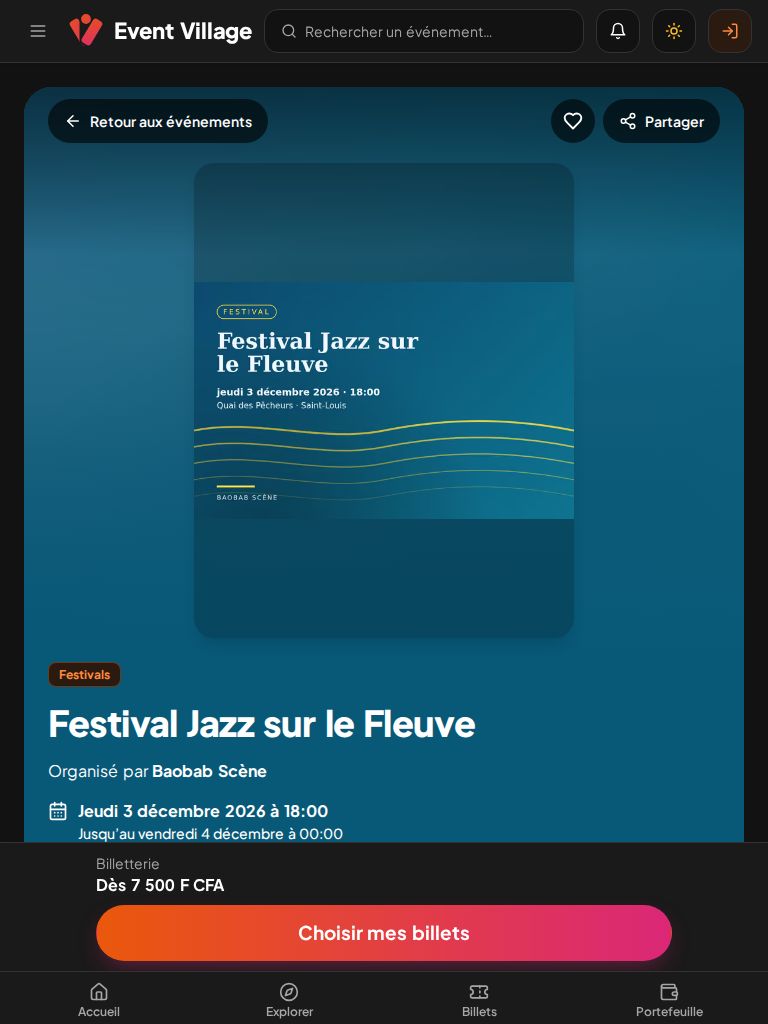 Event Village
Rechercher un événement...
Retour aux événements
Partager
FESTIVAL
Festival Jazz sur
le Fleuve
jeudi 3 décembre 2026 · 18:00
Quai des Pêcheurs · Saint-Louis
BAOBAB SCÈNE
Festivals
Festival Jazz sur le Fleuve
Organisé par Baobab Scène
Jeudi 3 décembre 2026 à 18:00
Jusqu'au vendredi 4 décembre à 00:00
Billetterie
Dès 7 500 F CFA
Choisir mes billets
Accueil
Explorer
Billets
Portefeuille